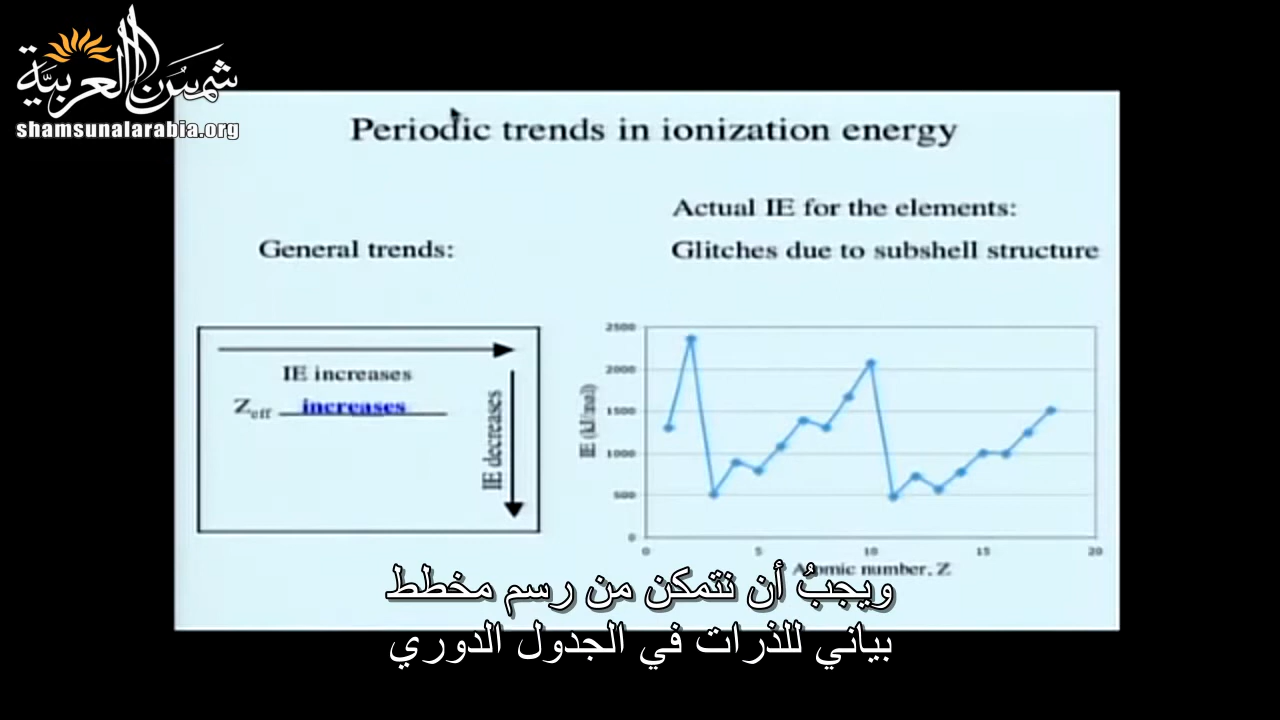 شمس العربية
shamsunalarabia.org
Periodic trends in ionization energy
Actual IE for the elements:
General trends:
Glitches due to subshell structure
IE increases
Zeff increases
IE decreases
2500
2000
1500
1000
500
0
IE (kJ/mol)
0 5 10 15 20
Atomic number, Z
ويجبُ أن نتمكن من رسم مخطط
بياني للذرات في الجدول الدوري